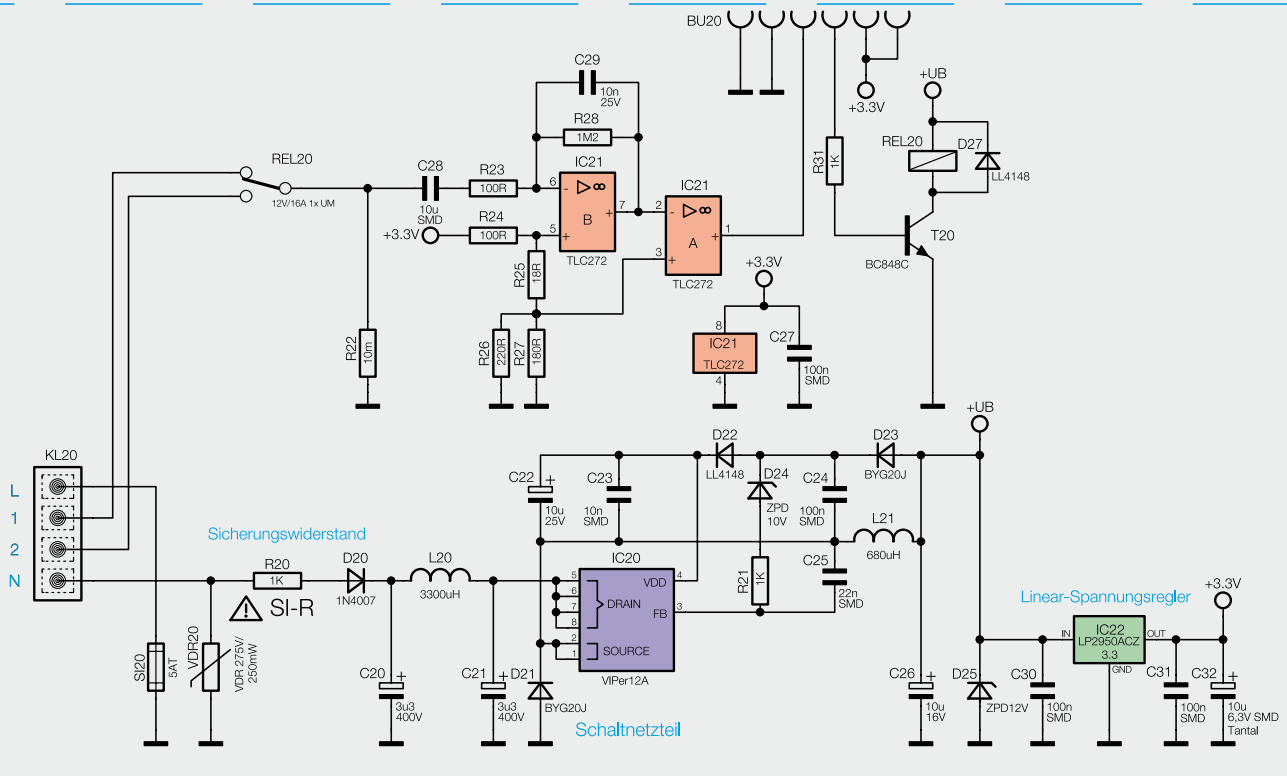 BU20
C29
10n
25V
R28
1M2
+UB
+3.3V
REL20
D27
LL4148
REL20
12V/16A 1x UM
C28
10u
SMD
R23
100R
R24
100R
+3.3V
IC21
6
-
▷∞
B
+
7
5
+
TLC272
IC21
2
-
▷∞
A
+
1
3
+
TLC272
R31
1K
T20
BC848C
R25
18R
R26
220R
R27
180R
R22
10m
+3.3V
8
IC21
TLC272
4
C27
100n
SMD
KL20
L
1
2
N
Sicherungswiderstand
R20
1K
SI-R
D20
1N4007
L20
3300uH
SI20
5AT
VDR20
VDR 275V/
250mW
C20
+
3u3
400V
C21
+
3u3
400V
D21
BYG20J
C22
+
10u
25V
C23
10n
SMD
D22
LL4148
D24
ZPD
10V
C24
100n
SMD
D23
BYG20J
+UB
L21
680uH
C25
22n
SMD
R21
1K
IC20
5
6
7
8
DRAIN
2
1
SOURCE
VDD
4
FB
3
VIPer12A
Schaltnetzteil
C26
+
10u
16V
D25
ZPD12V
C30
100n
SMD
Linear-Spannungsregler
+3.3V
IN
IC22
LP2950ACZ
3.3
OUT
GND
C31
100n
SMD
C32
+
10u
6,3V SMD
Tantal